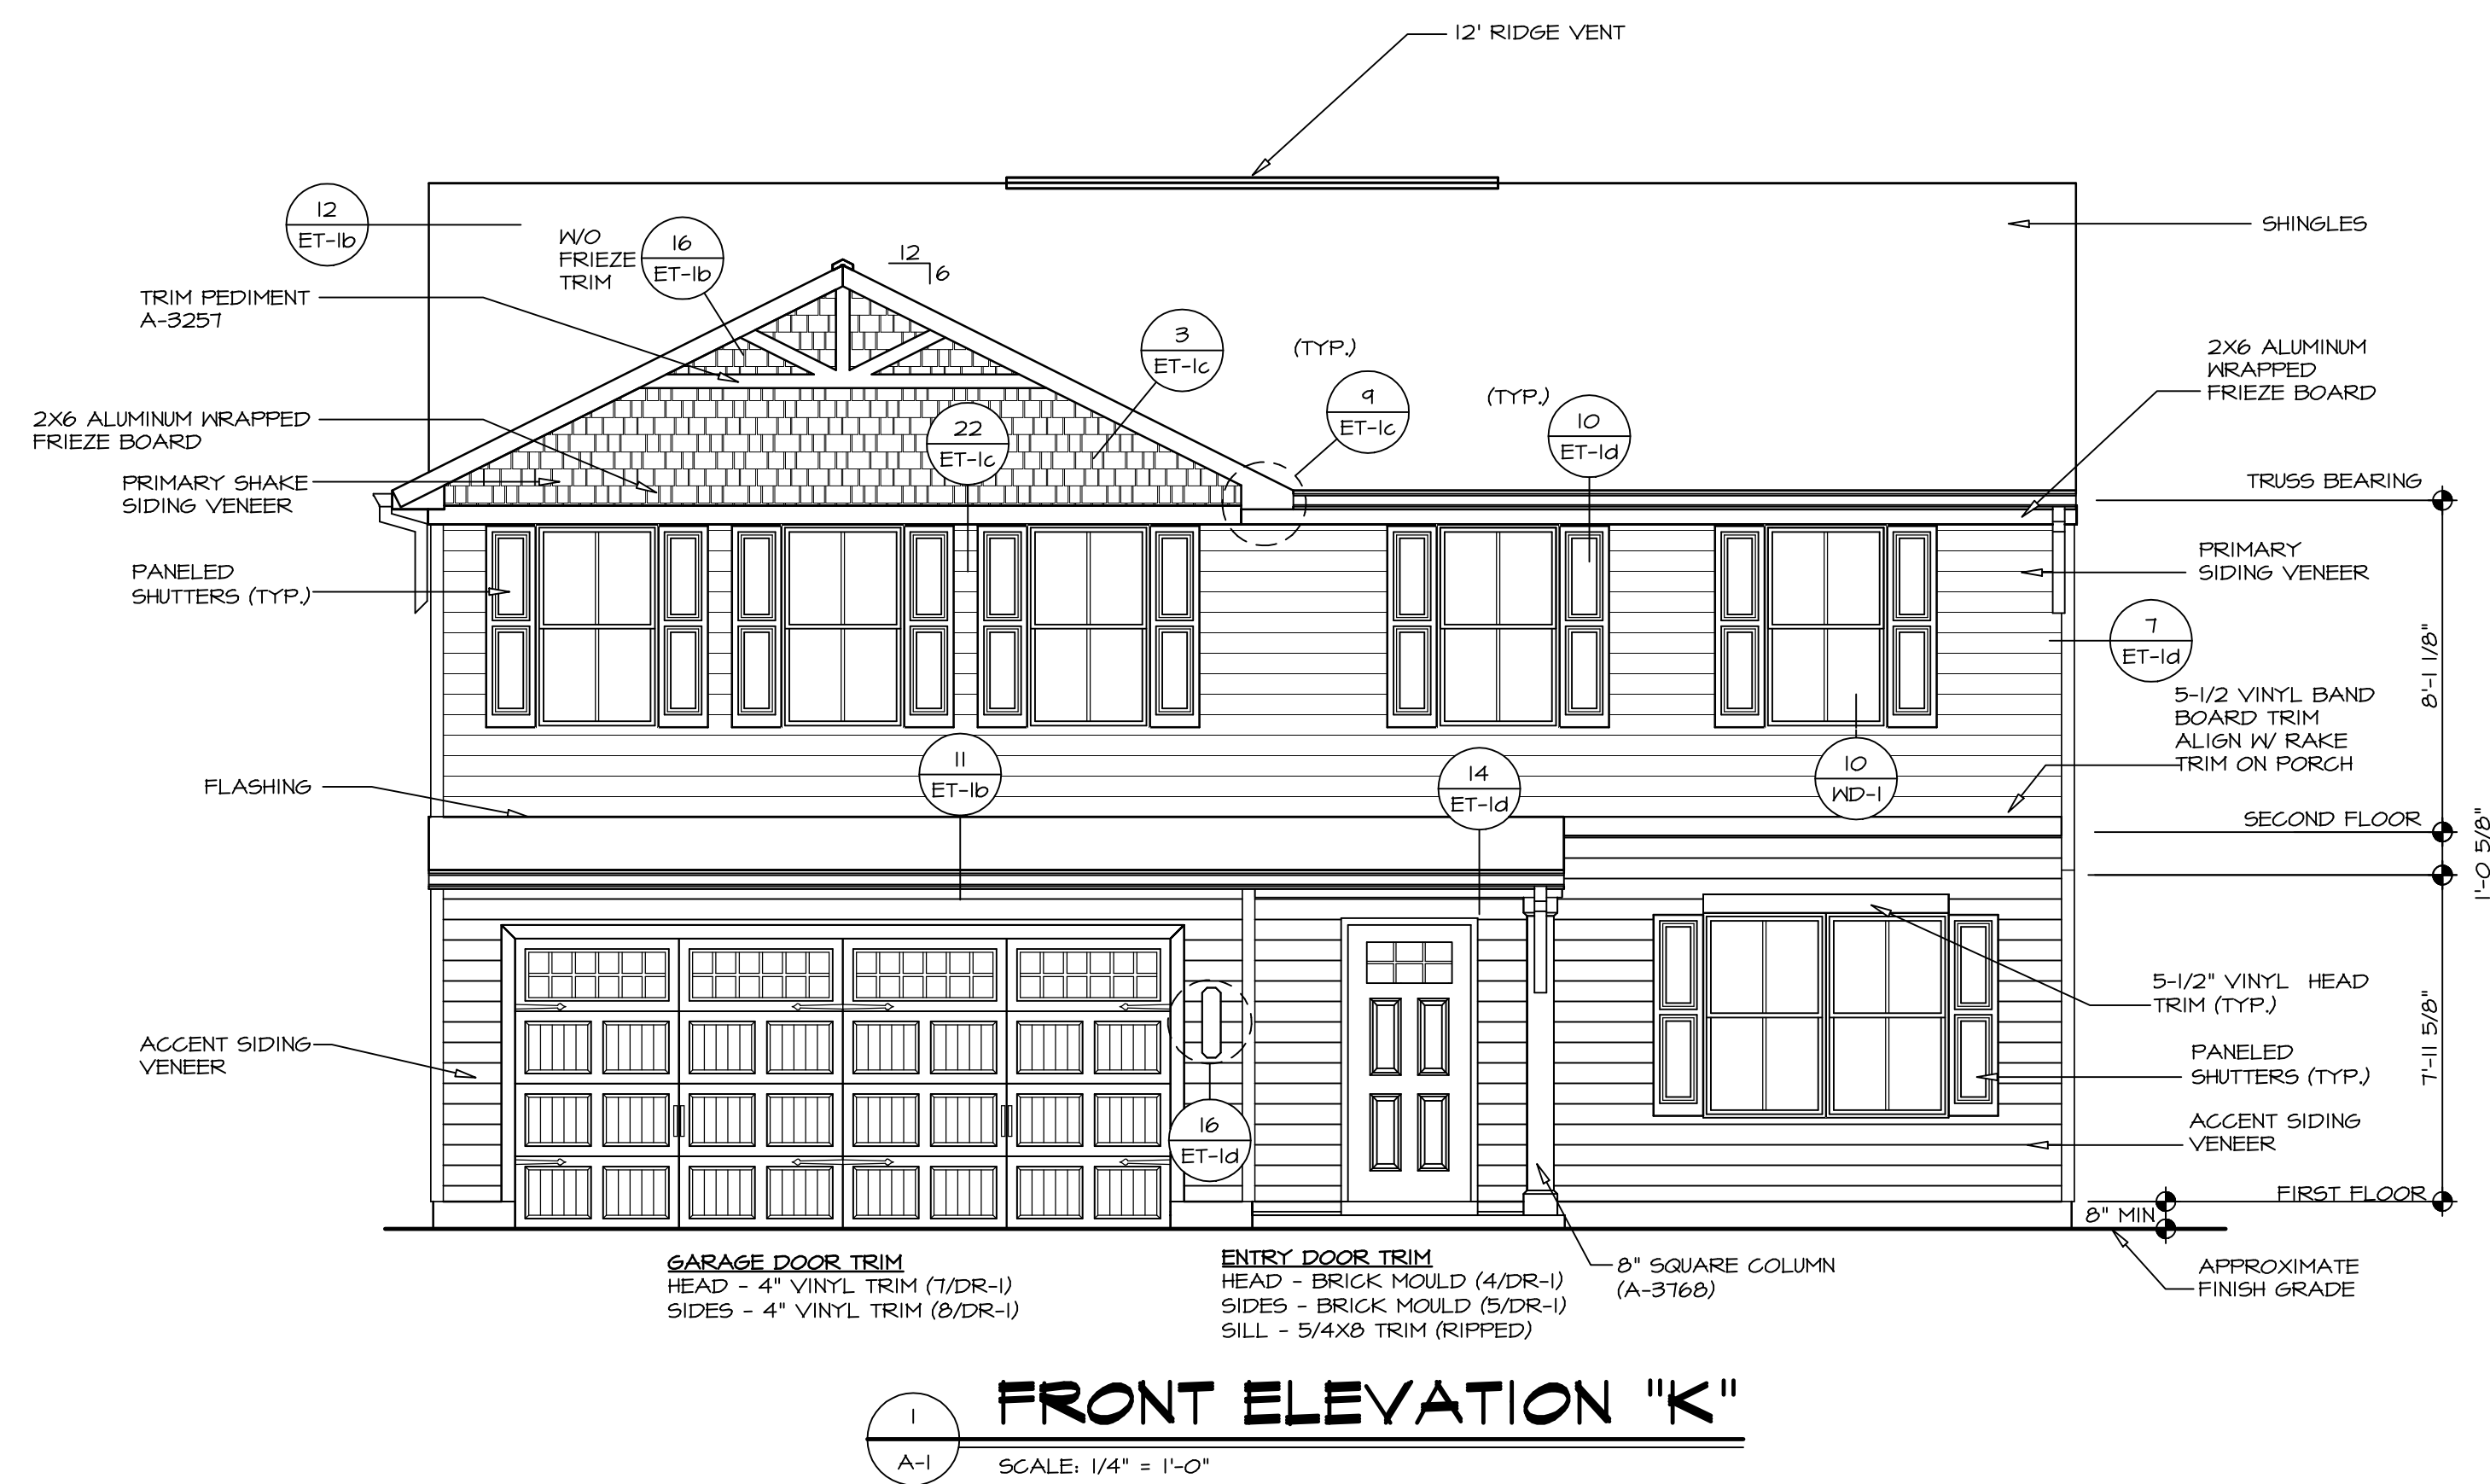 12' RIDGE VENT
12
ET-1b
W/O
FRIEZE
TRIM
16
ET-1b
12
6
SHINGLES
TRIM PEDIMENT
A-3257
3
ET-1c
(TYP.)
9
ET-1c
(TYP.)
10
ET-1d
2X6 ALUMINUM
WRAPPED
FRIEZE BOARD
2X6 ALUMINUM WRAPPED
FRIEZE BOARD
22
ET-1c
PRIMARY SHAKE
SIDING VENEER
TRUSS BEARING
PANELED
SHUTTERS (TYP.)
PRIMARY
SIDING VENEER
7
ET-1d
8'-1 1/8"
5-1/2 VINYL BAND
BOARD TRIM
ALIGN W/ RAKE
TRIM ON PORCH
FLASHING
11
ET-1b
14
ET-1d
10
WD-1
SECOND FLOOR
1'-0 5/8"
5-1/2" VINYL HEAD
TRIM (TYP.)
7'-11 5/8"
ACCENT SIDING
VENEER
PANELED
SHUTTERS (TYP.)
16
ET-1d
ACCENT SIDING
VENEER
FIRST FLOOR
8" MIN
GARAGE DOOR TRIM
HEAD - 4" VINYL TRIM (7/DR-1)
SIDES - 4" VINYL TRIM (8/DR-1)
ENTRY DOOR TRIM
HEAD - BRICK MOULD (4/DR-1)
SIDES - BRICK MOULD (5/DR-1)
SILL - 5/4X8 TRIM (RIPPED)
8" SQUARE COLUMN
(A-3768)
APPROXIMATE
FINISH GRADE
1
A-1
FRONT ELEVATION "K"
SCALE: 1/4" = 1'-0"